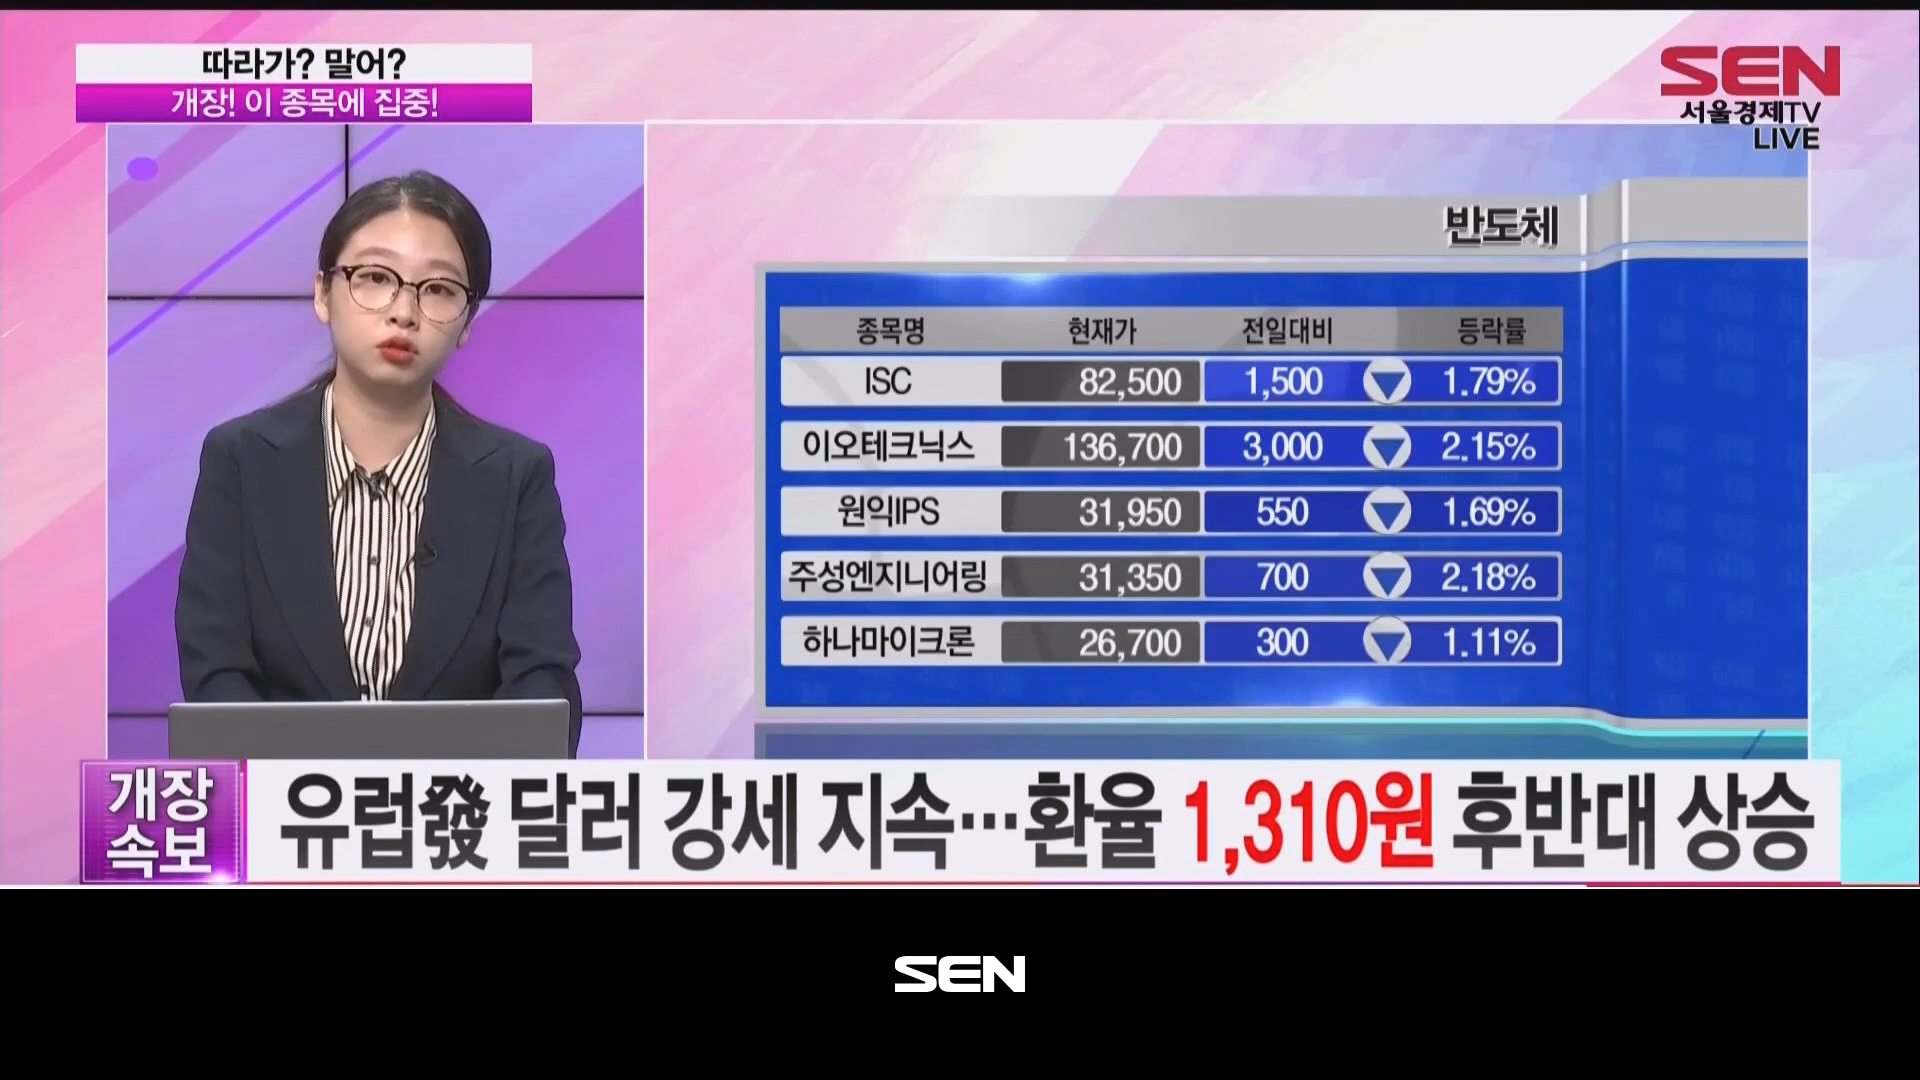 따라가? 말어?
개장! 이 종목에 집중!
SEN
서울경제TV
LIVE
반도체
종목명 현재가 전일대비 등락률
ISC 82,500 1,500 ▼ 1.79%
이오테크닉스 136,700 3,000 ▼ 2.15%
원익IPS 31,950 550 ▼ 1.69%
주성엔지니어링 31,350 700 ▼ 2.18%
하나마이크론 26,700 300 ▼ 1.11%
개장
속보
유럽發 달러 강세 지속…환율 1,310원 후반대 상승
SEN